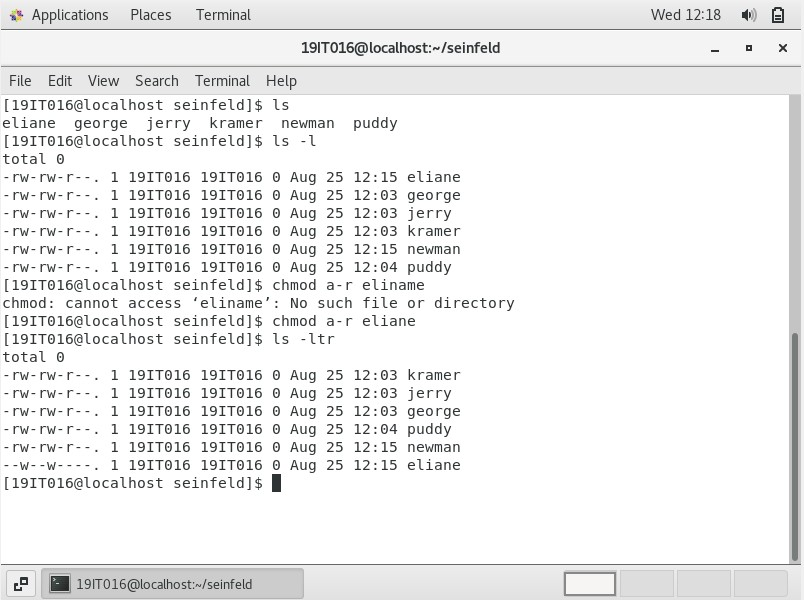 Applications Places Terminal Wed 12:18
19IT016@localhost:~/seinfeld
File Edit View Search Terminal Help
[19IT016@localhost seinfeld]$ ls
eliane  george  jerry  kramer  newman  puddy
[19IT016@localhost seinfeld]$ ls -l
total 0
-rw-rw-r--. 1 19IT016 19IT016 0 Aug 25 12:15 eliane
-rw-rw-r--. 1 19IT016 19IT016 0 Aug 25 12:03 george
-rw-rw-r--. 1 19IT016 19IT016 0 Aug 25 12:03 jerry
-rw-rw-r--. 1 19IT016 19IT016 0 Aug 25 12:03 kramer
-rw-rw-r--. 1 19IT016 19IT016 0 Aug 25 12:15 newman
-rw-rw-r--. 1 19IT016 19IT016 0 Aug 25 12:04 puddy
[19IT016@localhost seinfeld]$ chmod a-r eliname
chmod: cannot access ‘eliname’: No such file or directory
[19IT016@localhost seinfeld]$ chmod a-r eliane
[19IT016@localhost seinfeld]$ ls -ltr
total 0
-rw-rw-r--. 1 19IT016 19IT016 0 Aug 25 12:03 kramer
-rw-rw-r--. 1 19IT016 19IT016 0 Aug 25 12:03 jerry
-rw-rw-r--. 1 19IT016 19IT016 0 Aug 25 12:03 george
-rw-rw-r--. 1 19IT016 19IT016 0 Aug 25 12:04 puddy
-rw-rw-r--. 1 19IT016 19IT016 0 Aug 25 12:15 newman
--w--w----. 1 19IT016 19IT016 0 Aug 25 12:15 eliane
[19IT016@localhost seinfeld]$
19IT016@localhost:~/seinfeld